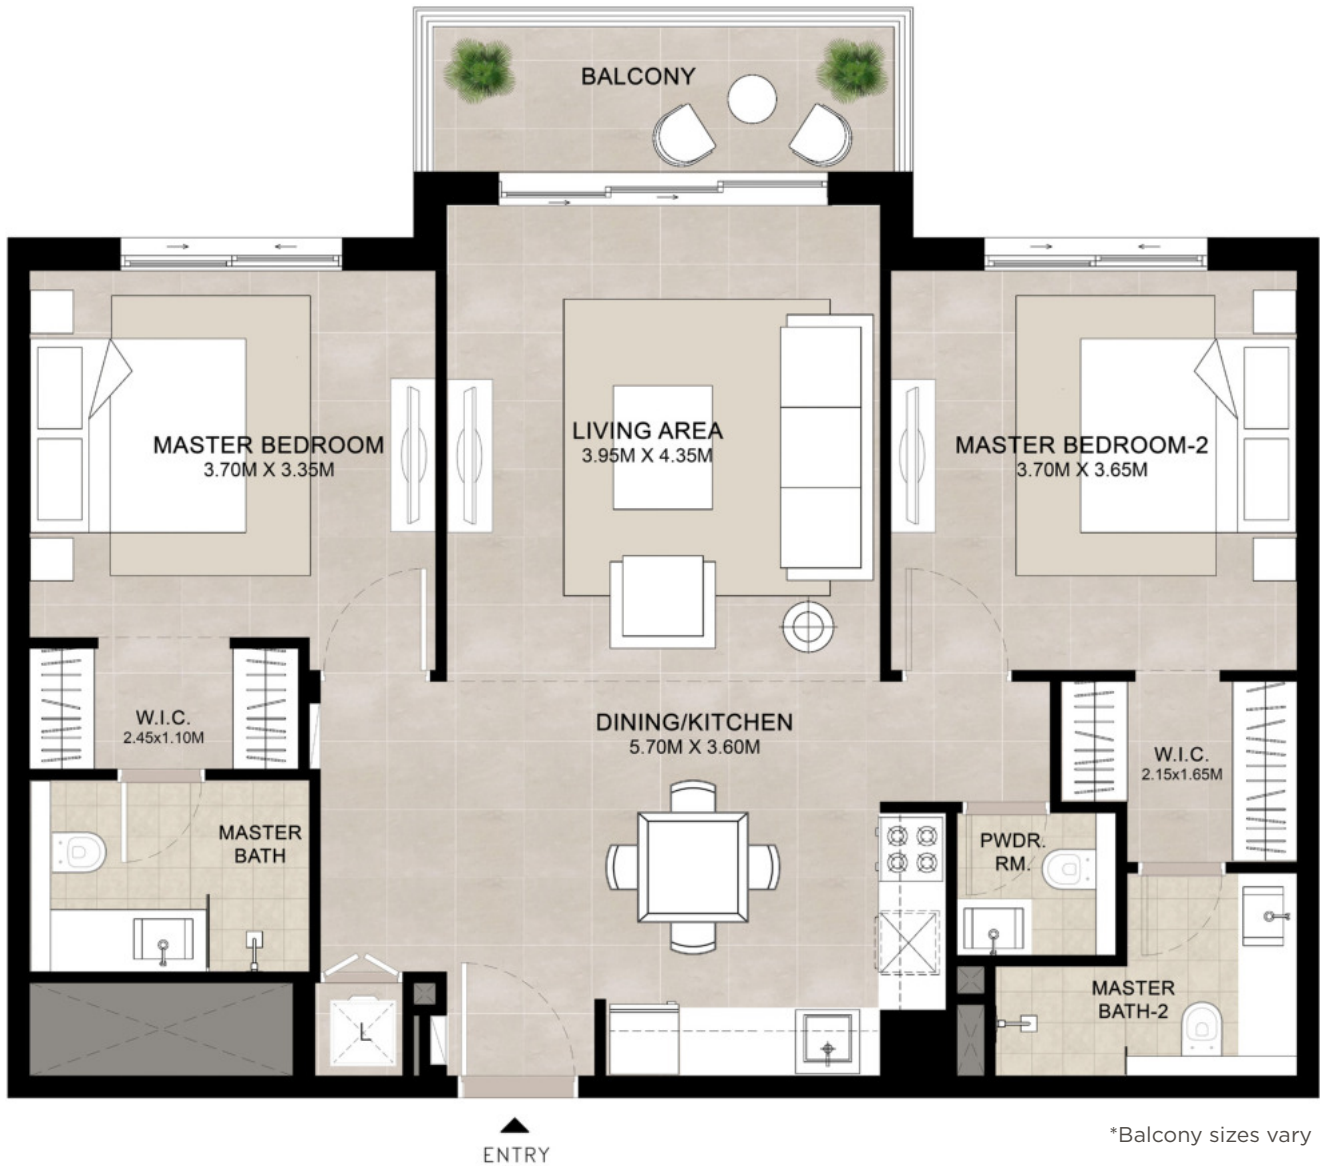 BALCONY
MASTER BEDROOM
3.70M X 3.35M
LIVING AREA
3.95M X 4.35M
MASTER BEDROOM-2
3.70M X 3.65M
W.I.C.
2.45x1.10M
DINING/KITCHEN
5.70M X 3.60M
W.I.C.
2.15x1.65M
MASTER
BATH
PWDR.
RM.
MASTER
BATH-2
L
ENTRY
*Balcony sizes vary